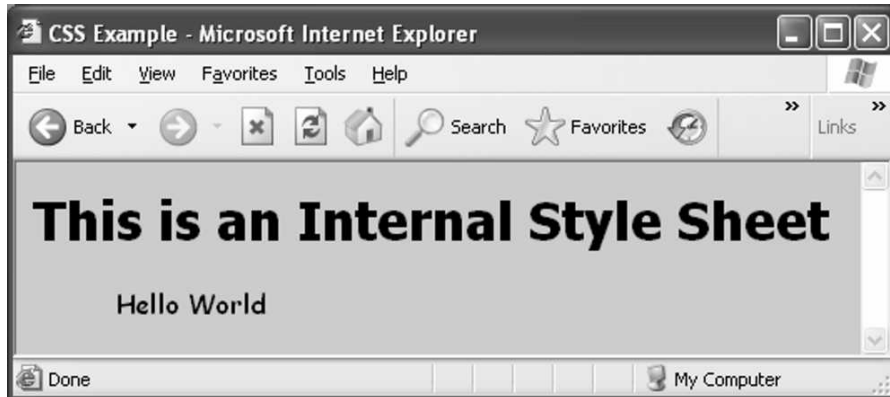 CSS Example - Microsoft Internet Explorer
File Edit View Favorites Tools Help
Back Search Favorites » Links »
This is an Internal Style Sheet
Hello World
Done My Computer